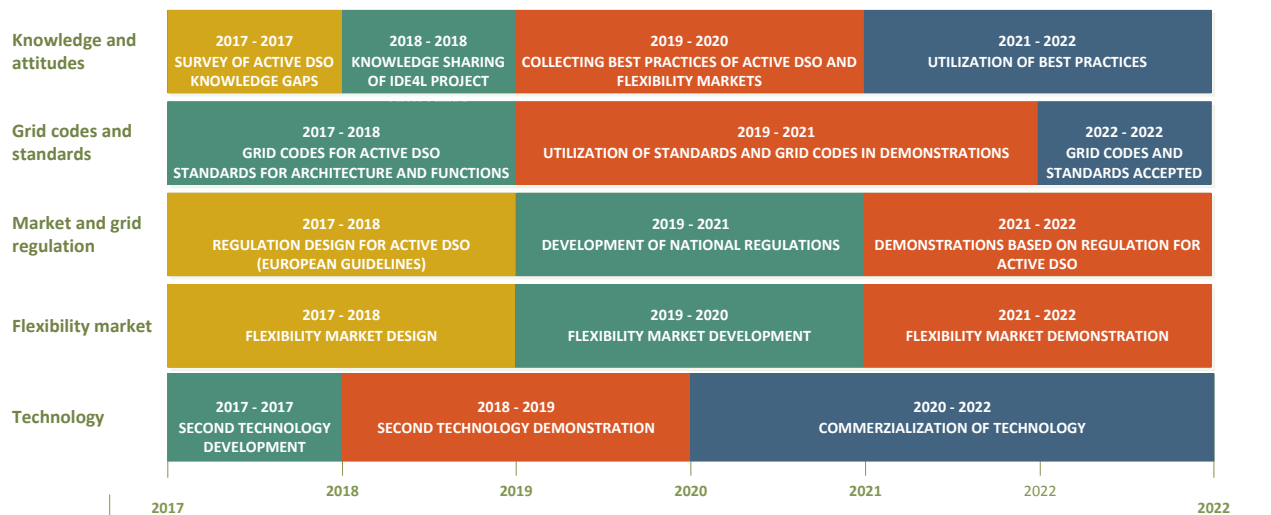 Knowledge and
attitudes
2017 - 2017
SURVEY OF ACTIVE DSO
KNOWLEDGE GAPS
2018 - 2018
KNOWLEDGE SHARING
OF IDE4L PROJECT
2019 - 2020
COLLECTING BEST PRACTICES OF ACTIVE DSO AND
FLEXIBILITY MARKETS
2021 - 2022
UTILIZATION OF BEST PRACTICES
Grid codes and
standards
2017 - 2018
GRID CODES FOR ACTIVE DSO
STANDARDS FOR ARCHITECTURE AND FUNCTIONS
2019 - 2021
UTILIZATION OF STANDARDS AND GRID CODES IN DEMONSTRATIONS
2022 - 2022
GRID CODES AND
STANDARDS ACCEPTED
Market and grid
regulation
2017 - 2018
REGULATION DESIGN FOR ACTIVE DSO
(EUROPEAN GUIDELINES)
2019 - 2021
DEVELOPMENT OF NATIONAL REGULATIONS
2021 - 2022
DEMONSTRATIONS BASED ON REGULATION FOR
ACTIVE DSO
Flexibility market
2017 - 2018
FLEXIBILITY MARKET DESIGN
2019 - 2020
FLEXIBILITY MARKET DEVELOPMENT
2021 - 2022
FLEXIBILITY MARKET DEMONSTRATION
Technology
2017 - 2017
SECOND TECHNOLOGY
DEVELOPMENT
2018 - 2019
SECOND TECHNOLOGY DEMONSTRATION
2020 - 2022
COMMERZIALIZATION OF TECHNOLOGY
2018
2019
2020
2021
2022
2017
2022